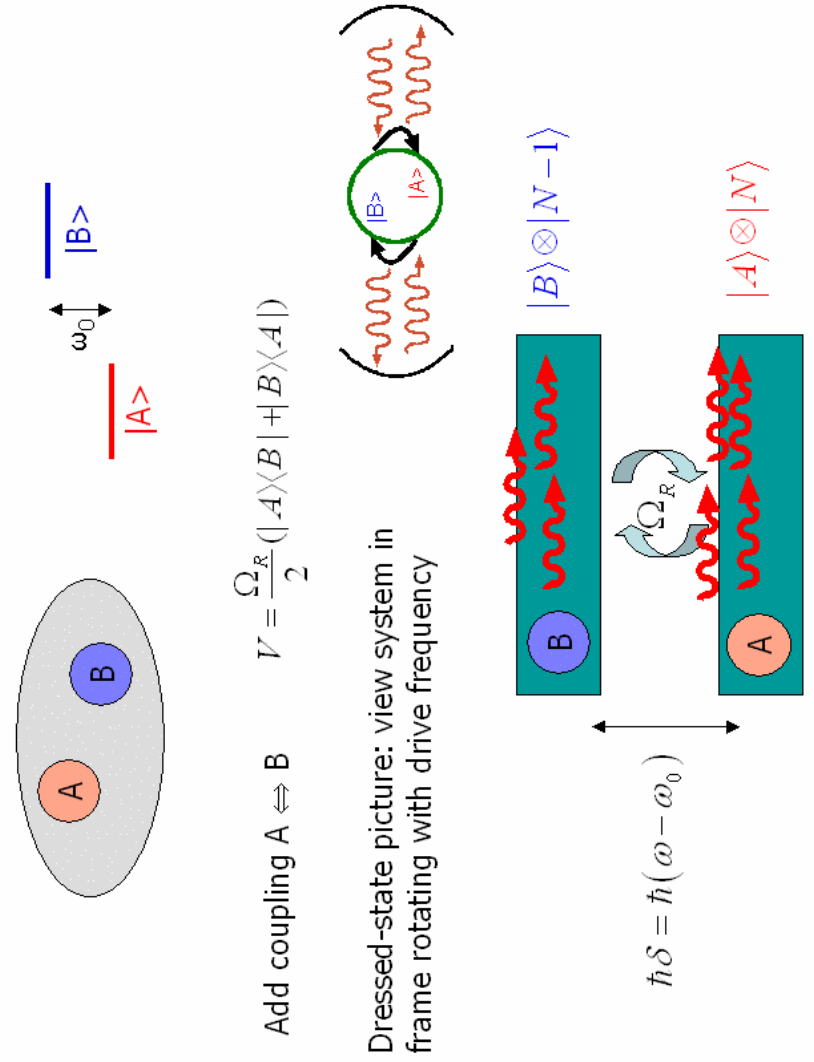 A
B
ω₀
|A>
|B>
Add coupling A ⇔ B
V = Ω_R/2 (|A⟩⟨B| + |B⟩⟨A|)
Dressed-state picture: view system in
frame rotating with drive frequency
|B>
|A>
B
|B⟩⊗|N−1⟩
ħδ = ħ(ω−ω₀)
Ω_R
A
|A⟩⊗|N⟩